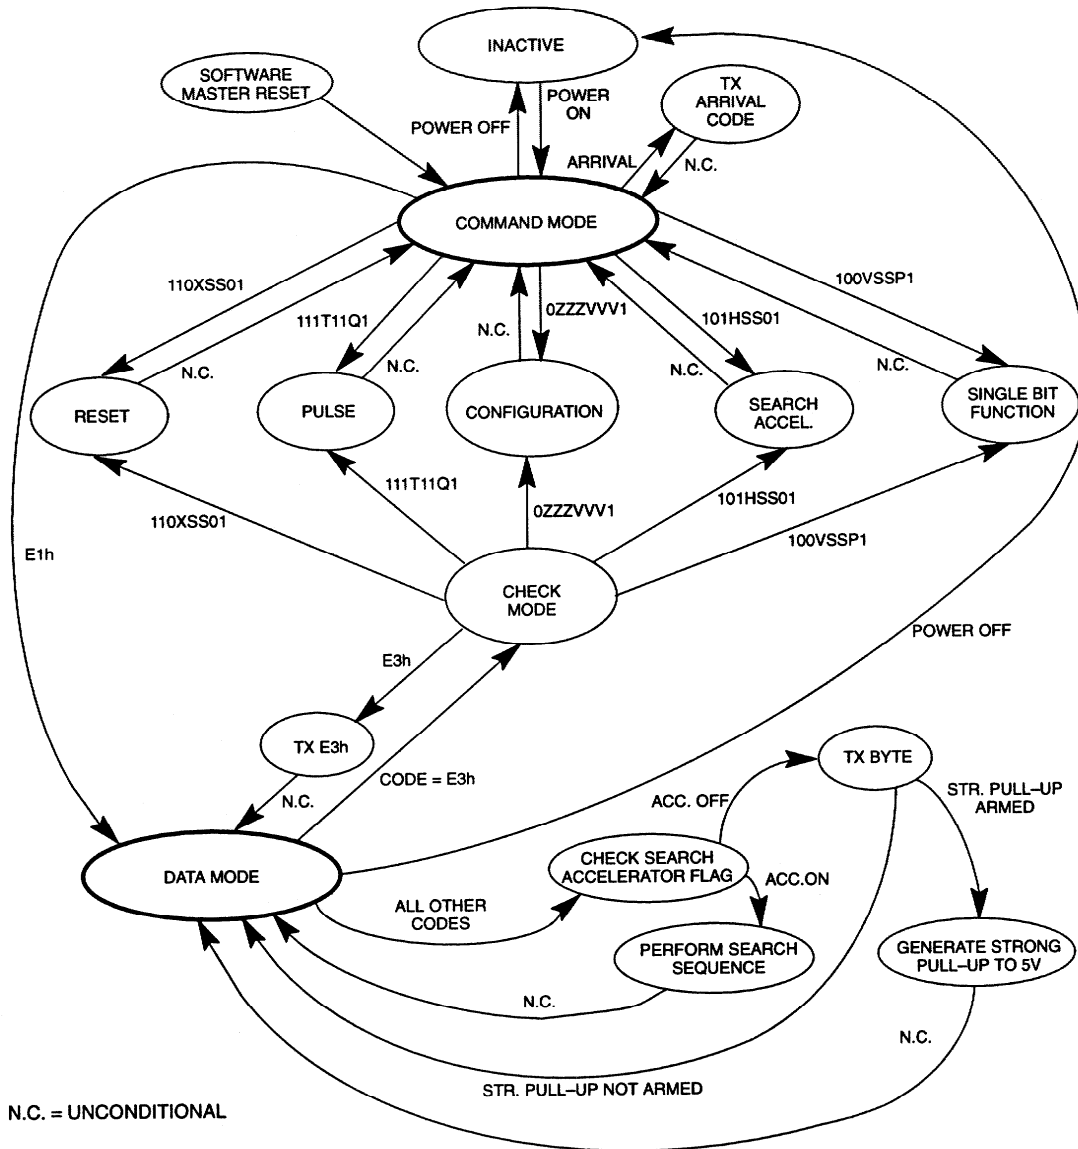 INACTIVE
SOFTWARE
MASTER RESET
TX
ARRIVAL
CODE
POWER
ON
POWER OFF
ARRIVAL
N.C.
COMMAND MODE
110XSS01
111T11Q1
0ZZZVVV1
101HSS01
100VSSP1
N.C.
N.C.
N.C.
N.C.
N.C.
RESET
PULSE
CONFIGURATION
SEARCH
ACCEL.
SINGLE BIT
FUNCTION
110XSS01
111T11Q1
0ZZZVVV1
101HSS01
100VSSP1
E1h
CHECK
MODE
POWER OFF
E3h
TX E3h
CODE = E3h
N.C.
TX BYTE
ACC. OFF
STR. PULL–UP
ARMED
DATA MODE
CHECK SEARCH
ACCELERATOR FLAG
ACC.ON
ALL OTHER
CODES
PERFORM SEARCH
SEQUENCE
GENERATE STRONG
PULL–UP TO 5V
N.C.
N.C.
STR. PULL–UP NOT ARMED
N.C. = UNCONDITIONAL